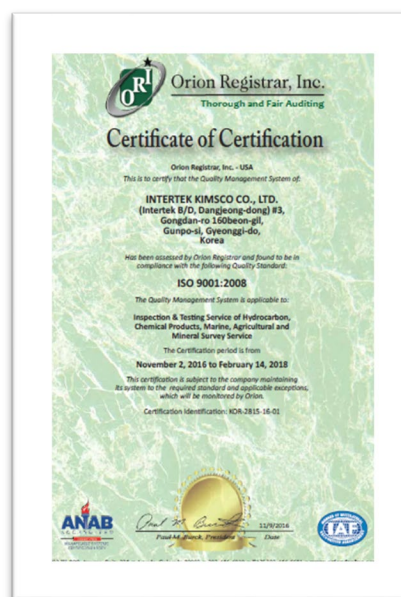 ORI
Orion Registrar, Inc.
Thorough and Fair Auditing
Certificate of Certification
Orion Registrar, Inc. - USA
This is to certify that the Quality Management System of:
INTERTEK KIMSCO CO., LTD.
(Intertek B/D, Dangjeong-dong) #3,
Gongdan-ro 160beon-gil,
Gunpo-si, Gyeonggi-do,
Korea
Has been assessed by Orion Registrar and found to be in
compliance with the following Quality Standard:
ISO 9001:2008
The Quality Management System is applicable to:
Inspection & Testing Service of Hydrocarbon,
Chemical Products, Marine, Agricultural and
Mineral Survey Service
The Certification period is from
November 2, 2016 to February 14, 2018
This certification is subject to the company maintaining
its system to the required standard and applicable exceptions,
which will be monitored by Orion.
Certification Identification: KOR-2815-16-01
11/9/2016
Paul M. Burck, President
Date
ANAB
IAF